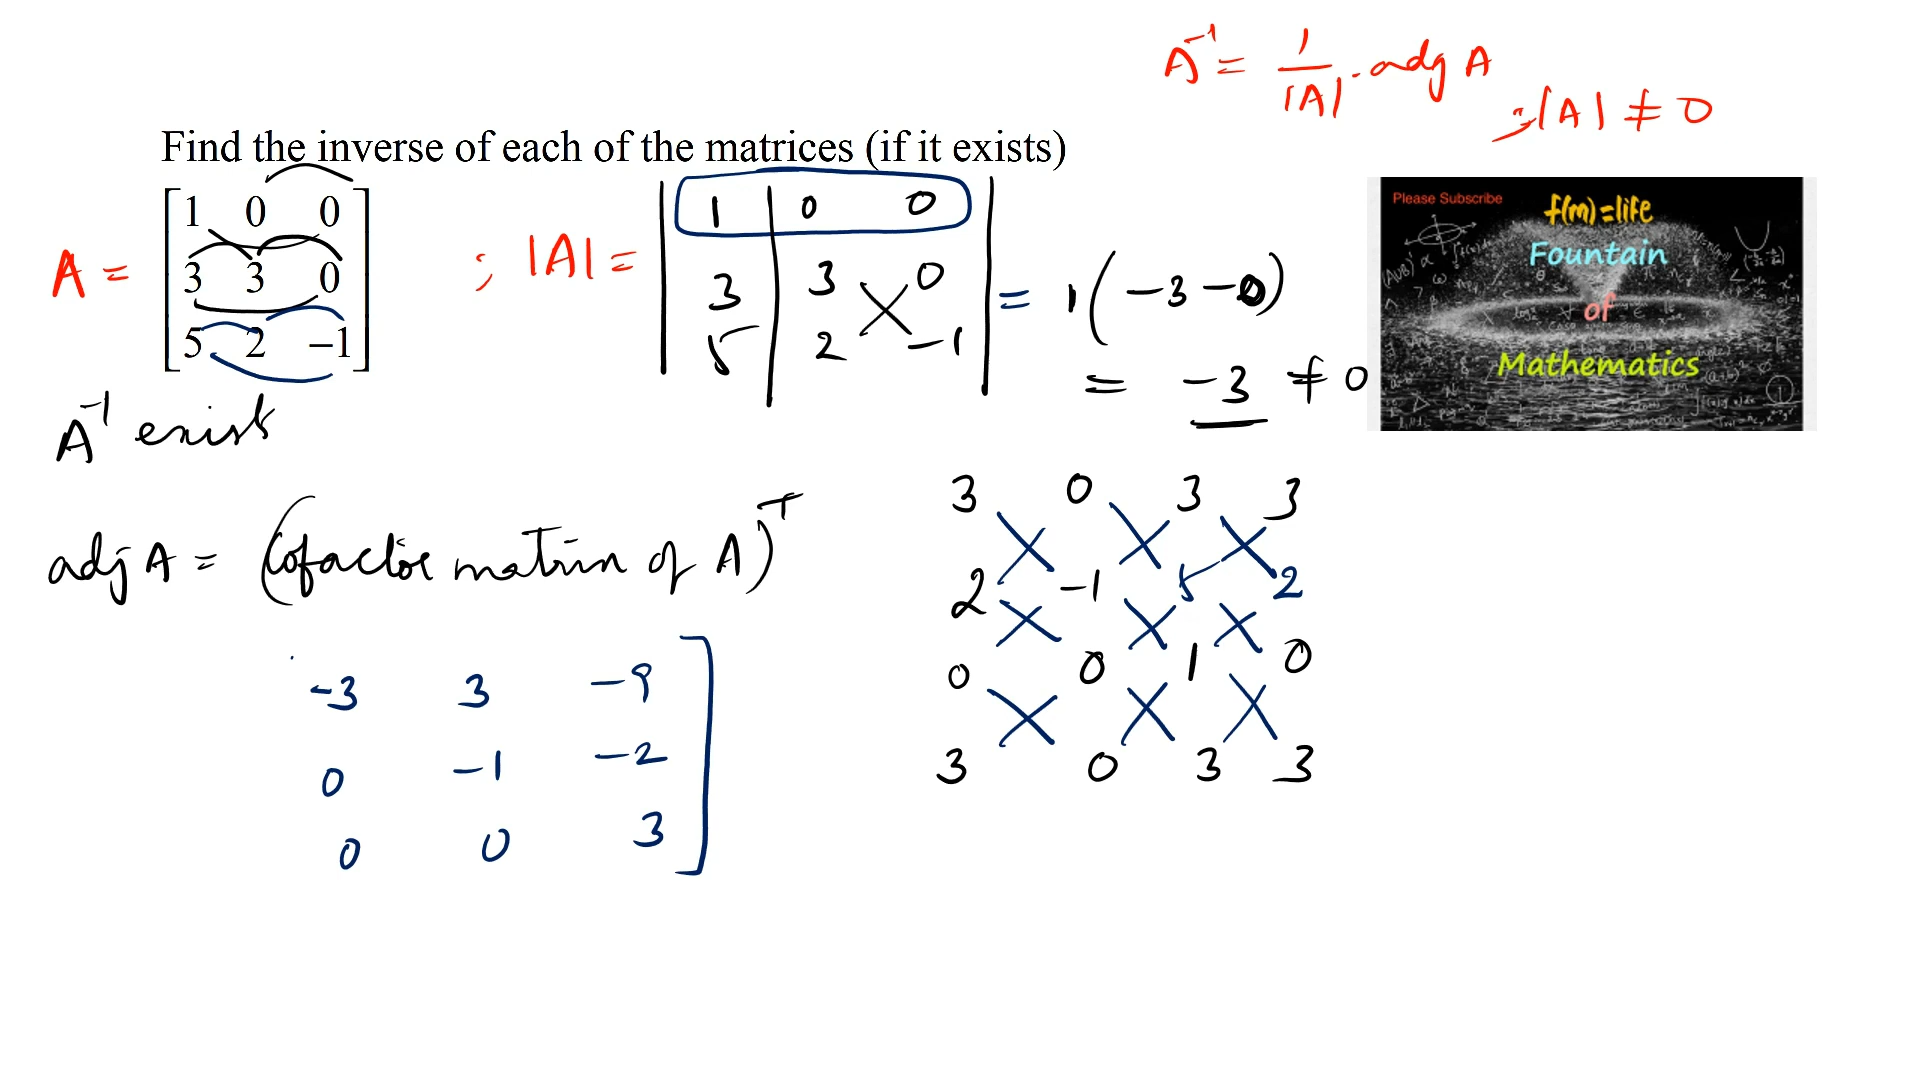 A⁻¹ = 1/|A| · adj A ; |A| ≠ 0
Find the inverse of each of the matrices (if it exists)
A = [1 0 0
3 3 0
5 2 −1]
; |A| = |1 0 0
3 3 0
5 2 −1| = 1(−3−0)
= −3 ≠ 0
Please Subscribe
f(m)=life
Fountain
of
Mathematics
A⁻¹ exist
adj A = (Cofactor matrix of A)ᵀ
-3 3 -9
0 -1 -2
0 0 3]
3 0 3 3
2 -1 5 2
0 0 1 0
3 0 3 3